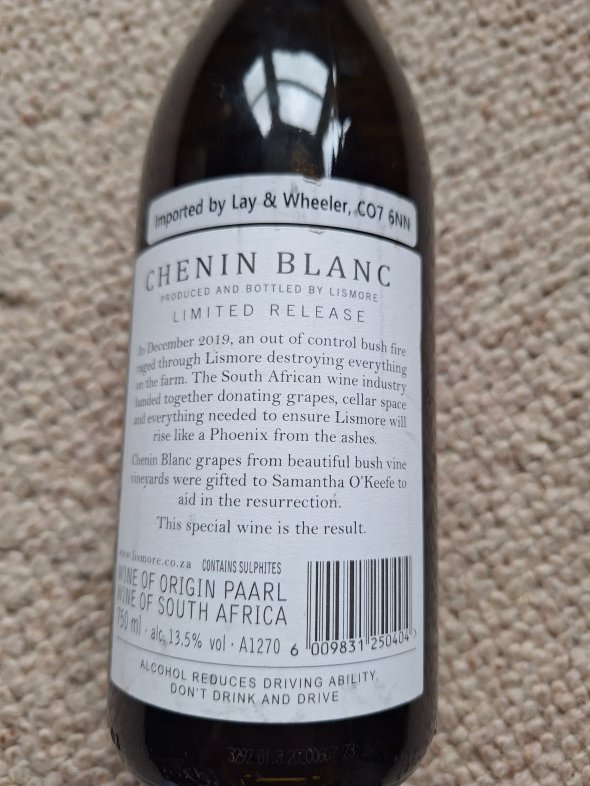 Imported by Lay & Wheeler, CO7 6NN
CHENIN BLANC
PRODUCED AND BOTTLED BY LISMORE
LIMITED RELEASE
In December 2019, an out of control bush fire
raged through Lismore destroying everything
on the farm. The South African wine industry
banded together donating grapes, cellar space
and everything needed to ensure Lismore will
rise like a Phoenix from the ashes.
Chenin Blanc grapes from beautiful bush vine
vineyards were gifted to Samantha O'Keefe to
aid in the resurrection.
This special wine is the result.
www.lismore.co.za CONTAINS SULPHITES
WINE OF ORIGIN PAARL
WINE OF SOUTH AFRICA
750 ml · alc. 13.5% vol · A1270
6 009831 250404 >
ALCOHOL REDUCES DRIVING ABILITY,
DON'T DRINK AND DRIVE
3292